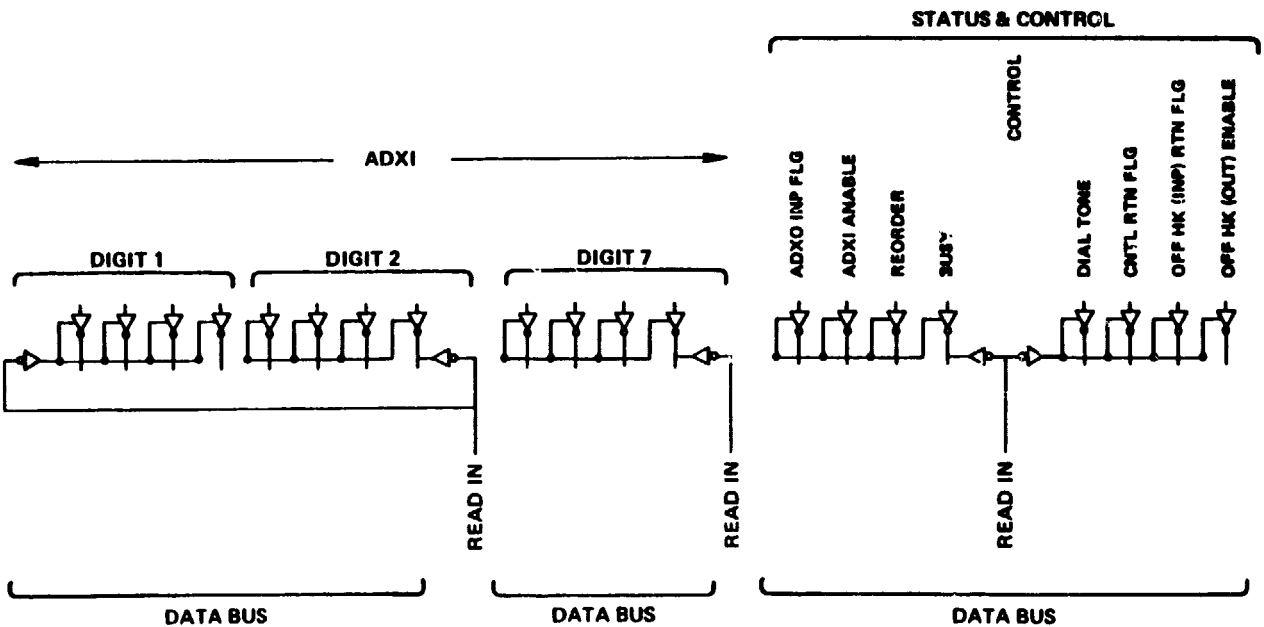 STATUS & CONTROL
CONTROL
ADXI
ADXO INP FLG
ADXI ANABLE
REORDER
BUSY
DIAL TONE
CNTL RTN FLG
OFF HK (INP) RTN FLG
OFF HK (OUT) ENABLE
DIGIT 1
DIGIT 2
DIGIT 7
READ IN
READ IN
READ IN
DATA BUS
DATA BUS
DATA BUS